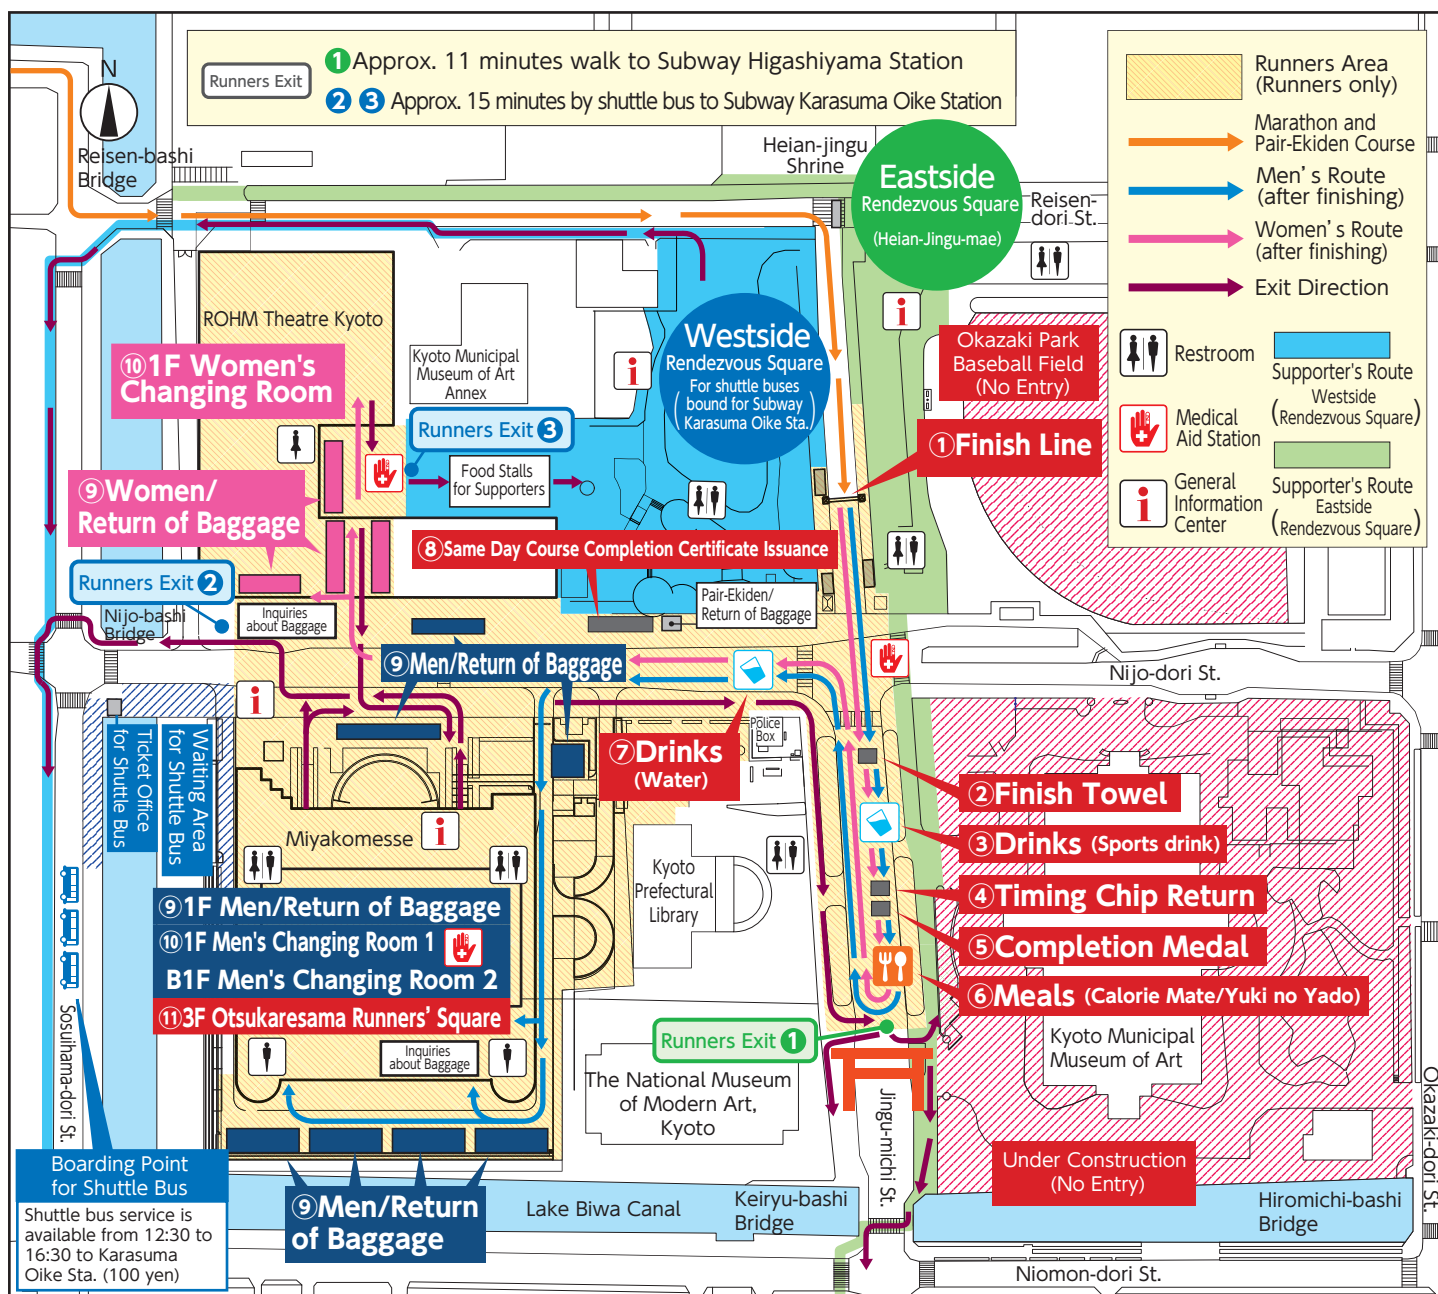 Runners Exit
1 Approx. 11 minutes walk to Subway Higashiyama Station
2 3 Approx. 15 minutes by shuttle bus to Subway Karasuma Oike Station
N
Reisen-bashi
Bridge
Heian-jingu
Shrine
Eastside
Rendezvous Square
(Heian-Jingu-mae)
Reisen-
dori St.
Runners Area
(Runners only)
Marathon and
Pair-Ekiden Course
Men's Route
(after finishing)
Women's Route
(after finishing)
Exit Direction
Restroom
Medical
Aid Station
i
General
Information
Center
Supporter's Route
Westside
(Rendezvous Square)
Supporter's Route
Eastside
(Rendezvous Square)
ROHM Theatre Kyoto
⑩1F Women's
Changing Room
Kyoto Municipal
Museum of Art
Annex
i
Westside
Rendezvous Square
(For shuttle buses
bound for Subway
Karasuma Oike Sta.)
i
Okazaki Park
Baseball Field
(No Entry)
①Finish Line
Runners Exit 3
Food Stalls
for Supporters
⑨Women/
Return of Baggage
⑧Same Day Course Completion Certificate Issuance
Runners Exit 2
Nijo-bashi
Bridge
Inquiries
about Baggage
Pair-Ekiden/
Return of Baggage
⑨Men/Return of Baggage
Nijo-dori St.
i
Police
Box
⑦Drinks
(Water)
②Finish Towel
③Drinks (Sports drink)
④Timing Chip Return
⑤Completion Medal
⑥Meals (Calorie Mate/Yuki no Yado)
Ticket Office
for Shuttle Bus
Waiting Area
for Shuttle Bus
Miyakomesse
i
Kyoto
Prefectural
Library
⑨1F Men/Return of Baggage
⑩1F Men's Changing Room 1
B1F Men's Changing Room 2
⑪3F Otsukaresama Runners' Square
Inquiries
about Baggage
Runners Exit 1
The National Museum
of Modern Art,
Kyoto
Kyoto Municipal
Museum of Art
Sosuihama-dori St.
Jingu-michi St.
Okazaki-dori St.
Under Construction
(No Entry)
Boarding Point
for Shuttle Bus
Shuttle bus service is
available from 12:30 to
16:30 to Karasuma
Oike Sta. (100 yen)
⑨Men/Return
of Baggage
Lake Biwa Canal
Keiryu-bashi
Bridge
Hiromichi-bashi
Bridge
Niomon-dori St.